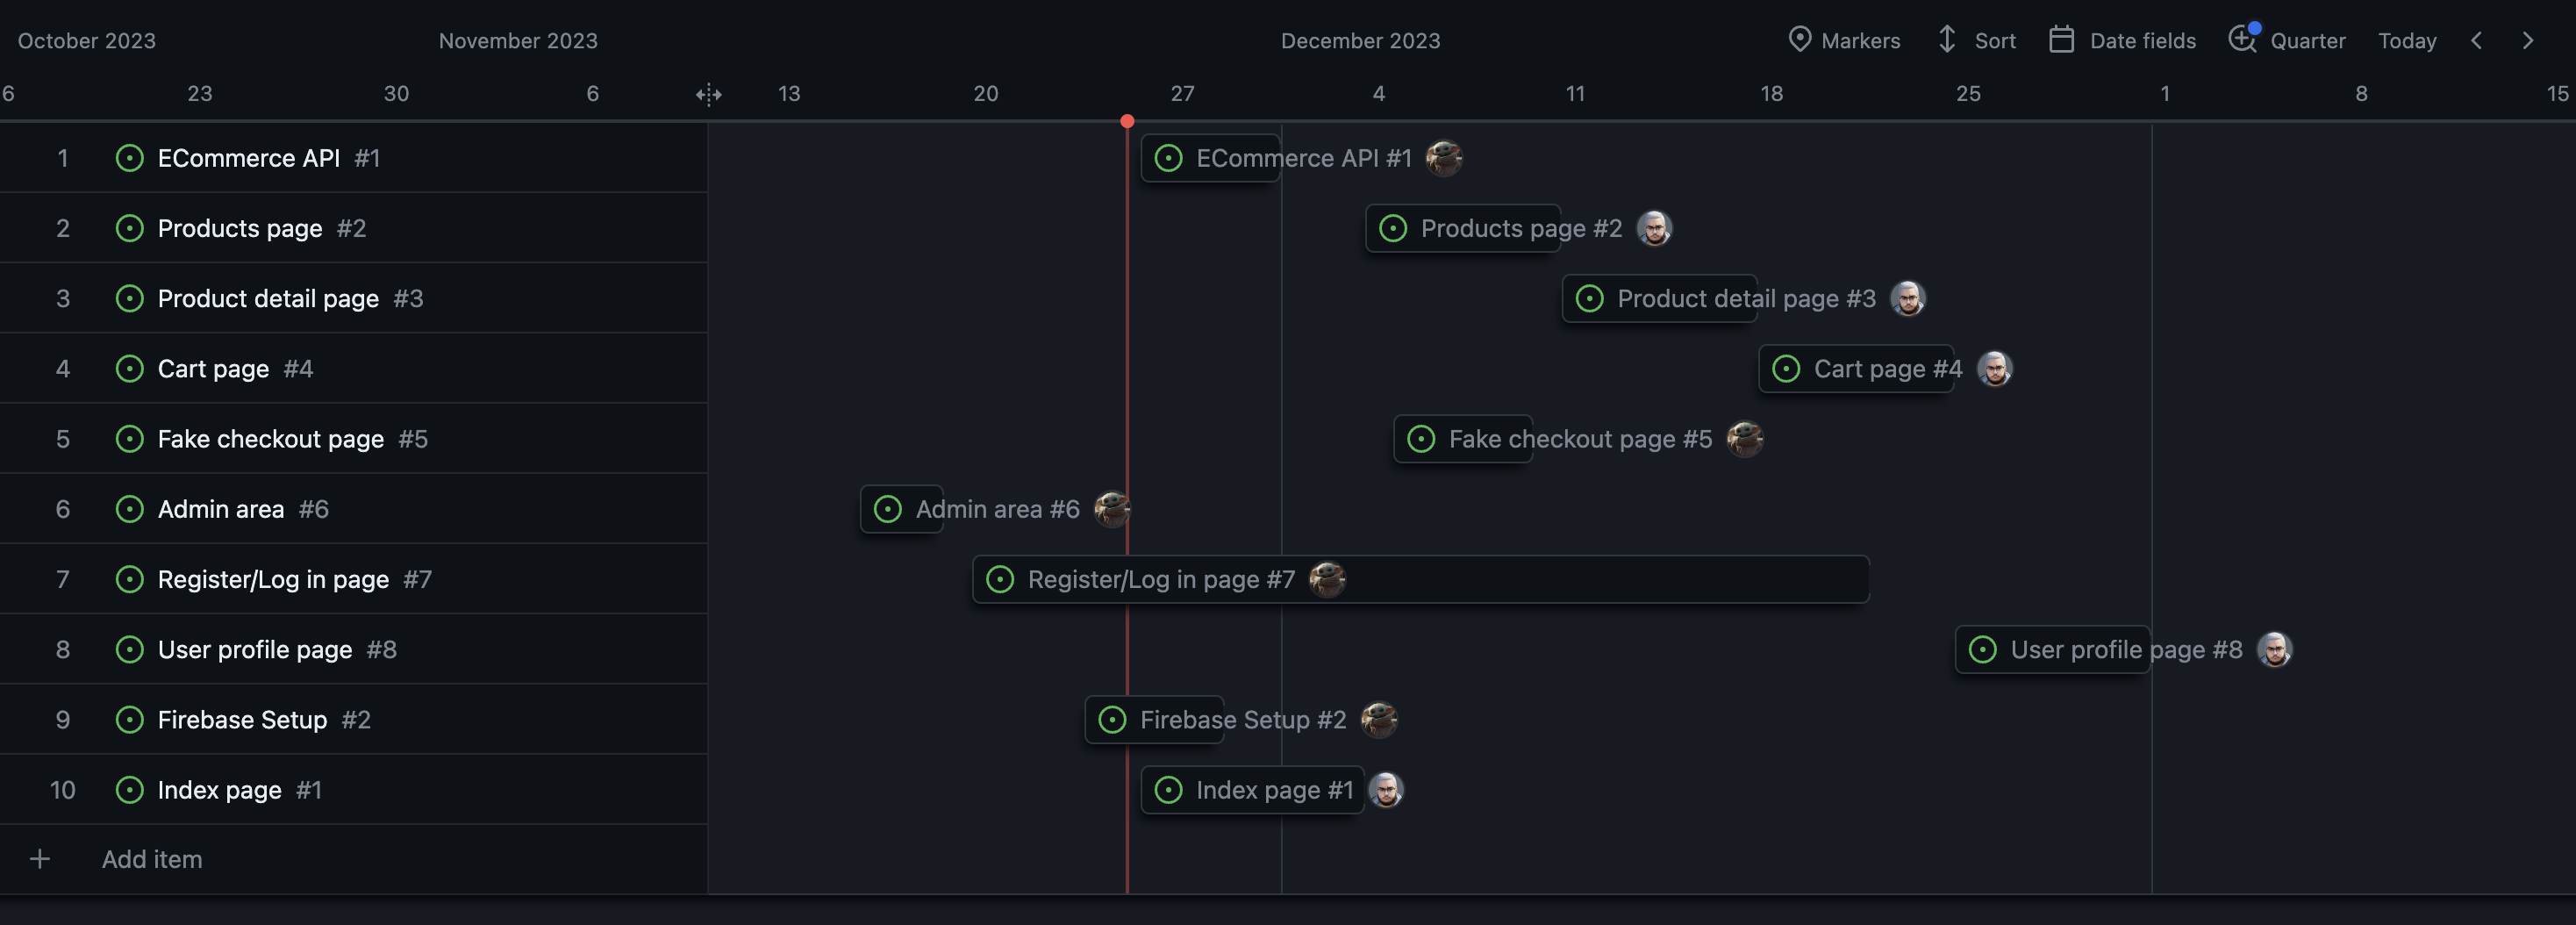 October 2023 November 2023 December 2023 Markers Sort Date fields Quarter Today
6 23 30 6 13 20 27 4 11 18 25 1 8 15
1 ECommerce API #1 ECommerce API #1
2 Products page #2 Products page #2
3 Product detail page #3 Product detail page #3
4 Cart page #4 Cart page #4
5 Fake checkout page #5 Fake checkout page #5
6 Admin area #6 Admin area #6
7 Register/Log in page #7 Register/Log in page #7
8 User profile page #8 User profile page #8
9 Firebase Setup #2 Firebase Setup #2
10 Index page #1 Index page #1
+ Add item